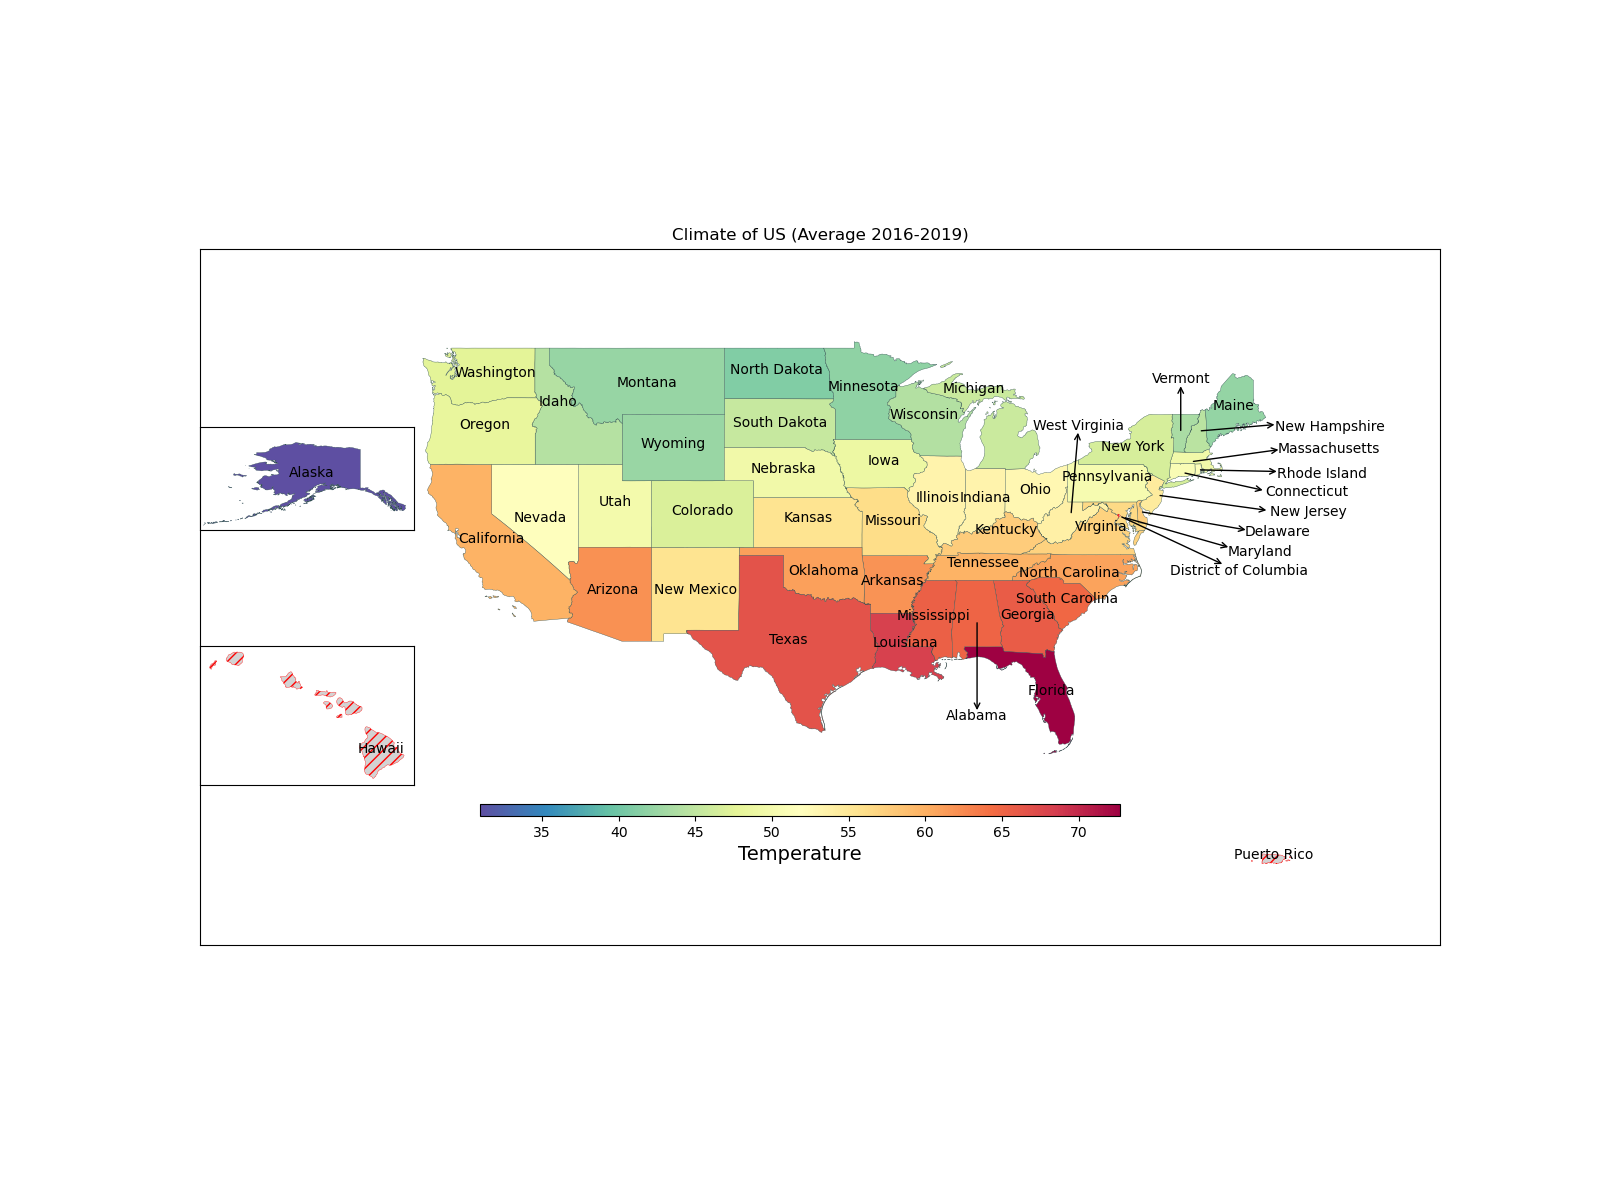 Climate of US (Average 2016-2019)
Washington
Montana
North Dakota
Minnesota
Michigan
Vermont
Maine
Idaho
Oregon
Wyoming
South Dakota
Wisconsin
West Virginia
New York
New Hampshire
Massachusetts
Alaska
Nebraska
Iowa
Pennsylvania
Rhode Island
Connecticut
Nevada
Utah
Colorado
Kansas
Missouri
Illinois
Indiana
Ohio
New Jersey
California
Kentucky
Virginia
Delaware
Maryland
District of Columbia
Arizona
New Mexico
Oklahoma
Arkansas
Tennessee
North Carolina
South Carolina
Texas
Louisiana
Mississippi
Georgia
Florida
Alabama
Hawaii
35 40 45 50 55 60 65 70
Temperature
Puerto Rico